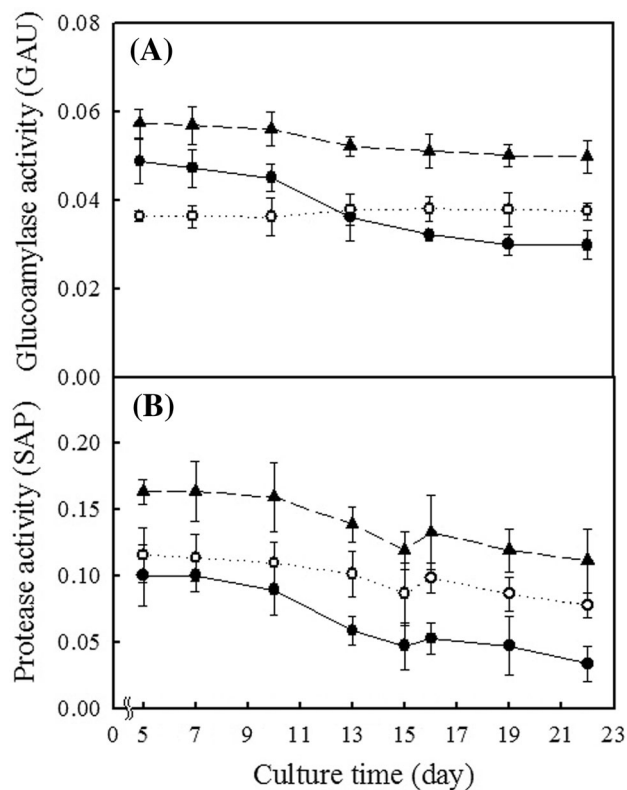 (A)
Glucoamylase activity (GAU)
0.08
0.06
0.04
0.02
0.00
(B)
Protease activity (SAP)
0.20
0.15
0.10
0.05
0.00
0 5 7 9 11 13 15 17 19 21 23
Culture time (day)